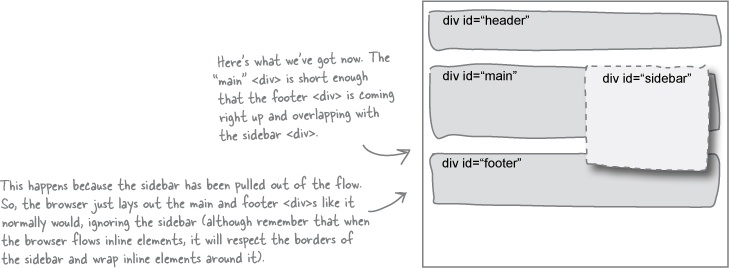 Here's what we've got now. The
"main" <div> is short enough
that the footer <div> is coming
right up and overlapping with
the sidebar <div>.
This happens because the sidebar has been pulled out of the flow.
So, the browser just lays out the main and footer <div>s like it
normally would, ignoring the sidebar (although remember that when
the browser flows inline elements, it will respect the borders of
the sidebar and wrap inline elements around it).
div id=“header”
div id=“main”
div id=“sidebar”
div id=“footer”